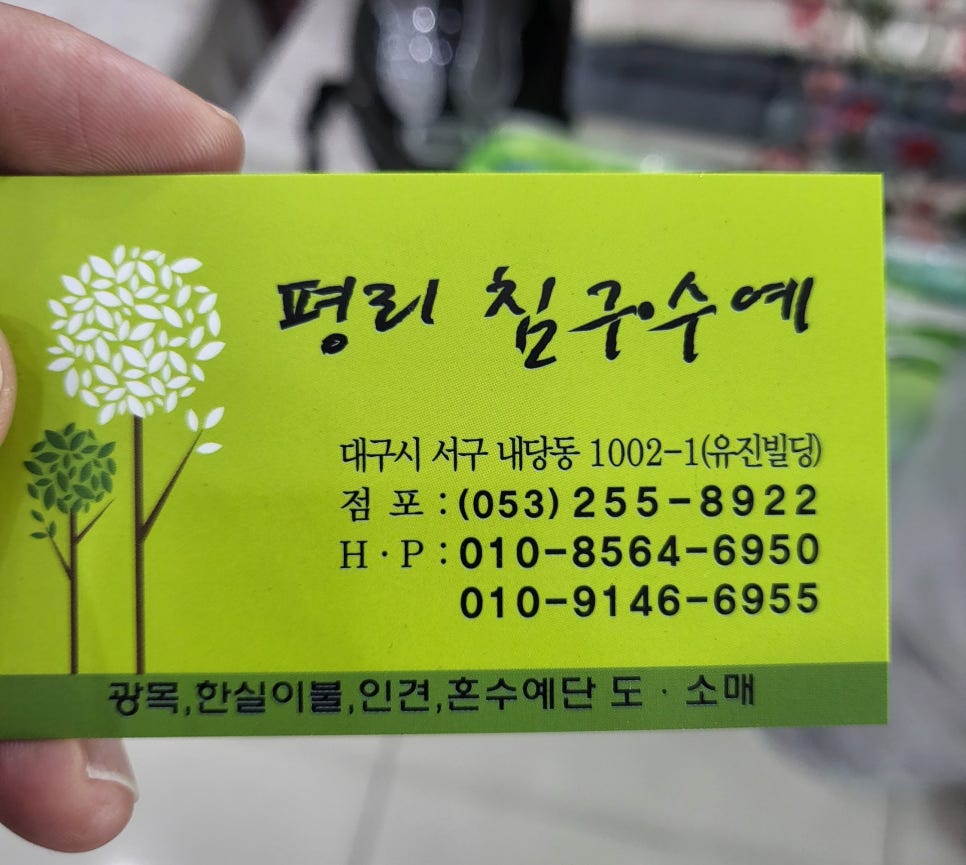 평리 침구·수예
대구시 서구 내당동 1002-1(유진빌딩)
점 포 : (053) 255-8922
H·P : 010-8564-6950
010-9146-6955
광목,한실이불,인견,혼수예단 도 · 소매